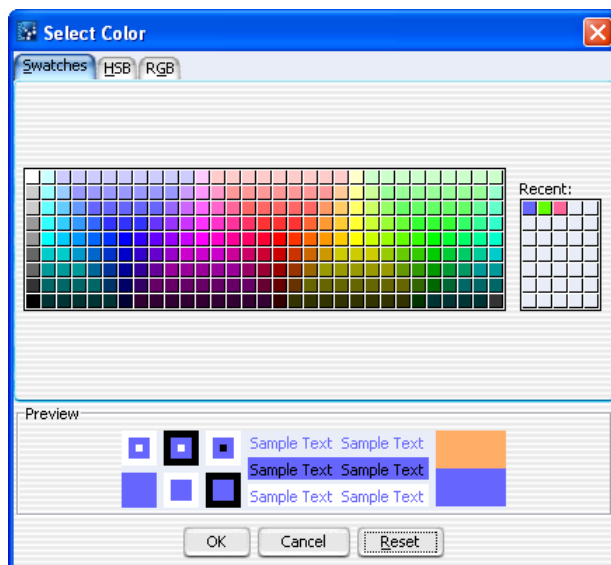 Select Color
Swatches HSB RGB
Recent:
Preview
Sample Text Sample Text
Sample Text Sample Text
Sample Text Sample Text
OK Cancel Reset